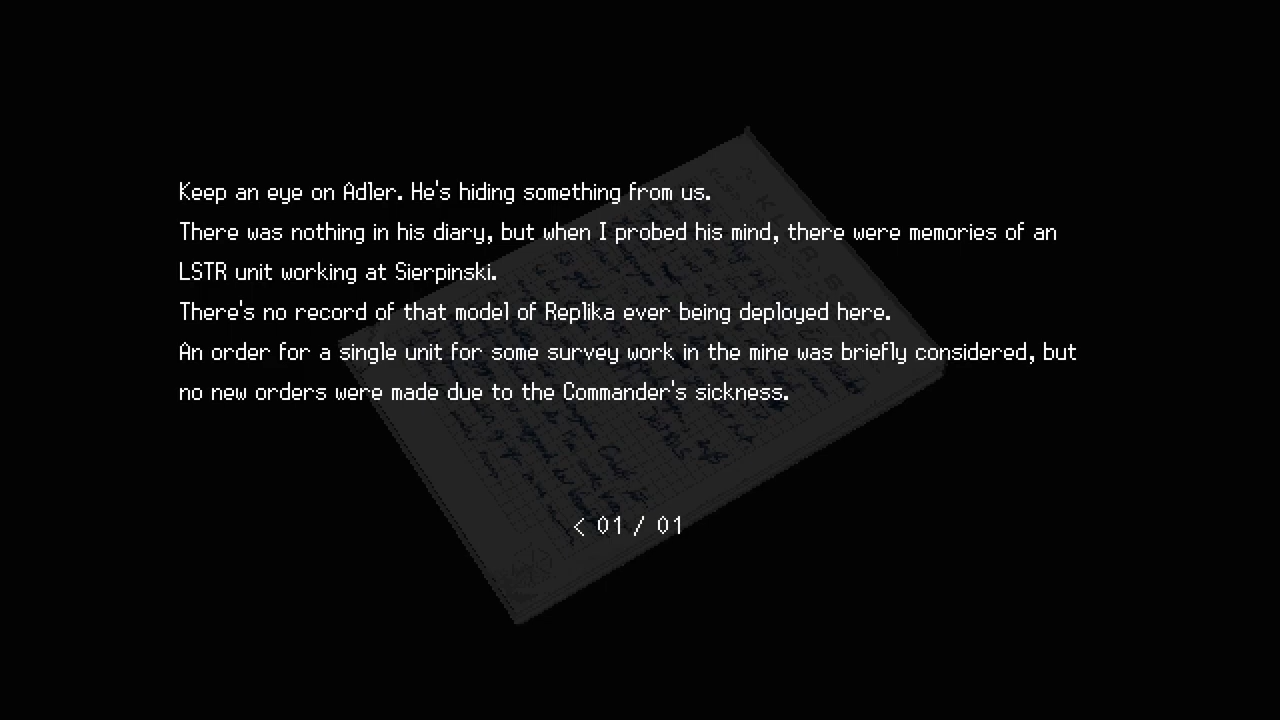 Keep an eye on Adler. He's hiding something from us.
There was nothing in his diary, but when I probed his mind, there were memories of an
LSTR unit working at Sierpinski.
There's no record of that model of Replika ever being deployed here.
An order for a single unit for some survey work in the mine was briefly considered, but
no new orders were made due to the Commander's sickness.
< 01 / 01